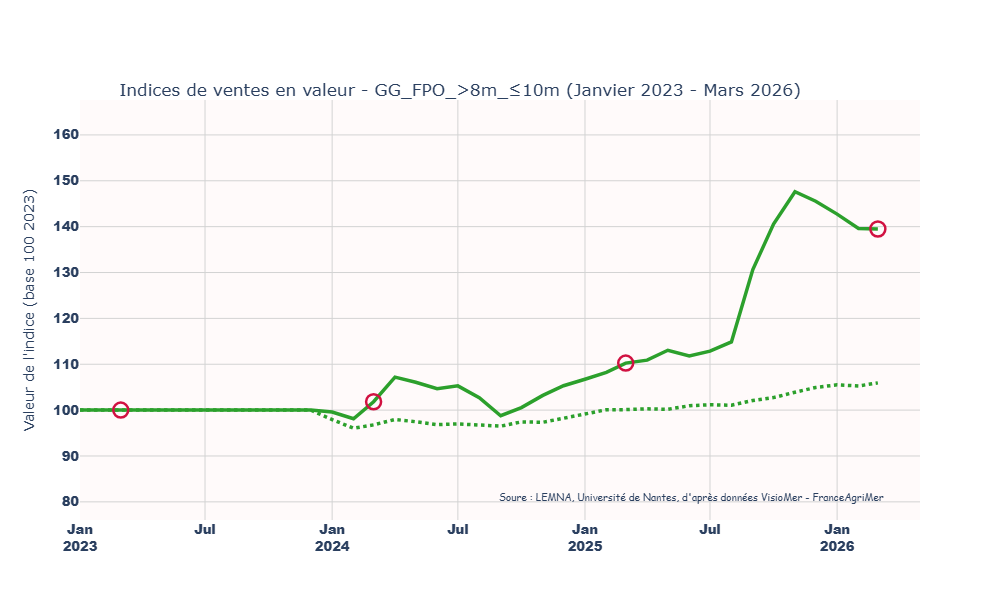 Indices de ventes en valeur - GG_FPO_>8m_≤10m (Janvier 2023 - Mars 2026)
Valeur de l'indice (base 100 2023)
160
150
140
130
120
110
100
90
80
Soure : LEMNA, Université de Nantes, d'après données VisioMer - FranceAgriMer
Jan Jul Jan Jul Jan Jul Jan
2023 2024 2025 2026